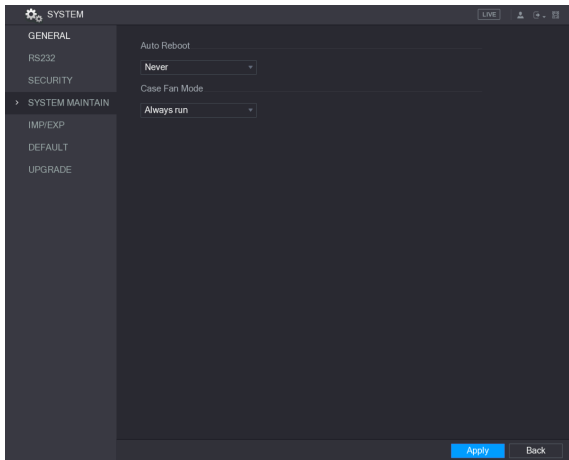 SYSTEM
LIVE
GENERAL
RS232
SECURITY
SYSTEM MAINTAIN
IMP/EXP
DEFAULT
UPGRADE
Auto Reboot
Never
Case Fan Mode
Always run
Apply
Back